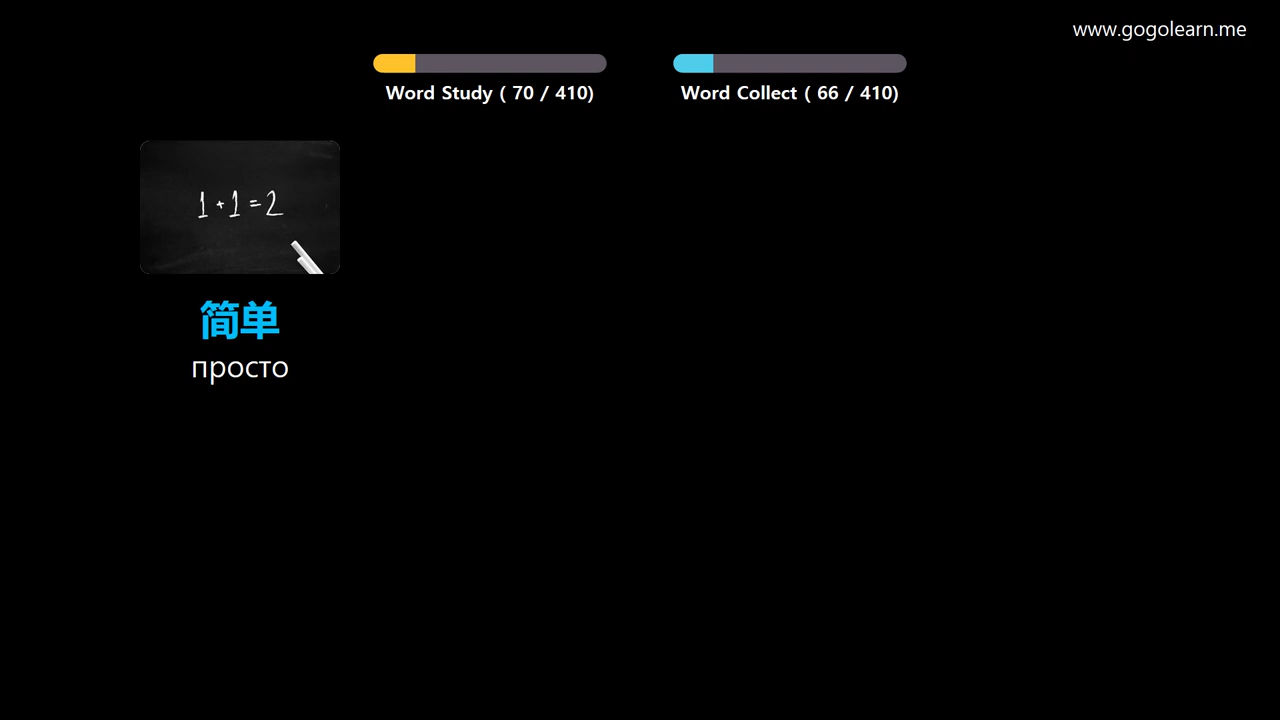 www.gogolearn.me
Word Study ( 70 / 410)
Word Collect ( 66 / 410)
1 + 1 = 2
简单
просто